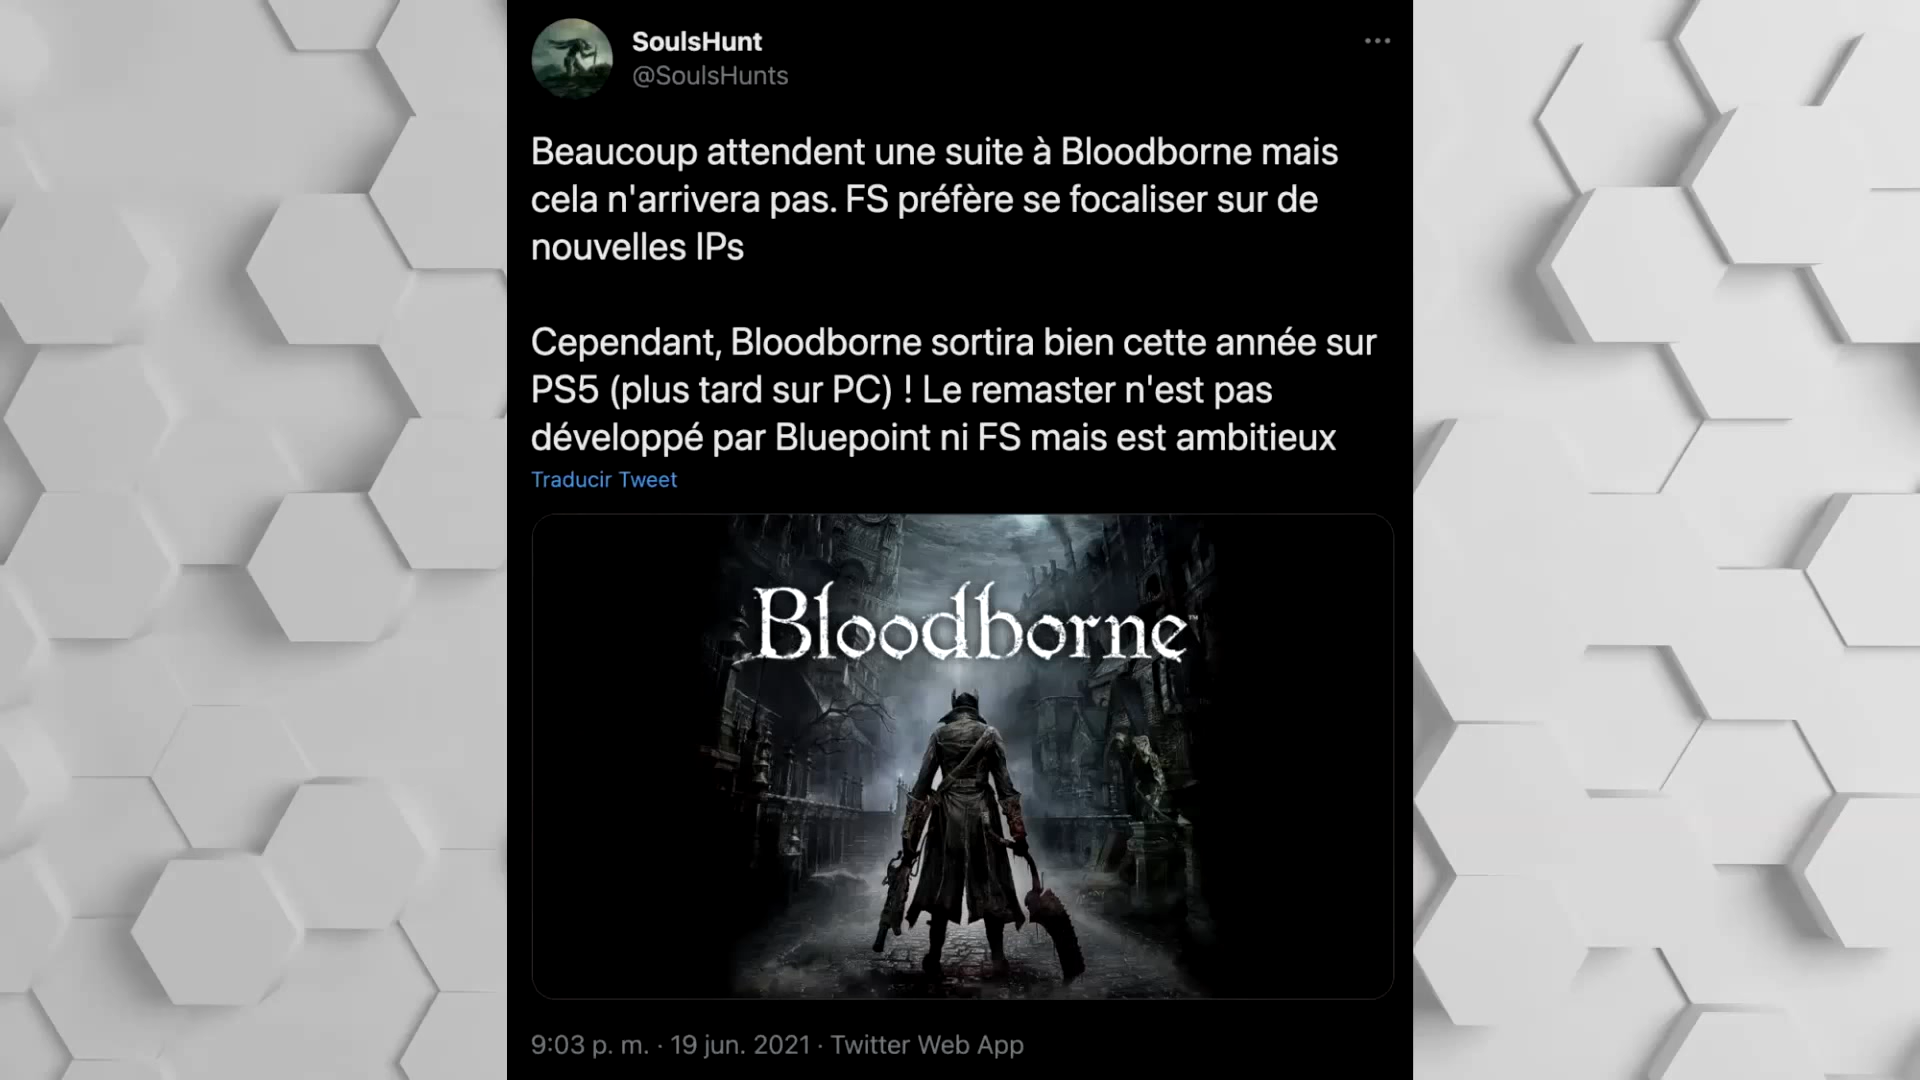 SoulsHunt
@SoulsHunts
Beaucoup attendent une suite à Bloodborne mais
cela n'arrivera pas. FS préfère se focaliser sur de
nouvelles IPs
Cependant, Bloodborne sortira bien cette année sur
PS5 (plus tard sur PC) ! Le remaster n'est pas
développé par Bluepoint ni FS mais est ambitieux
Traducir Tweet
Bloodborne™
9:03 p. m. · 19 jun. 2021 · Twitter Web App